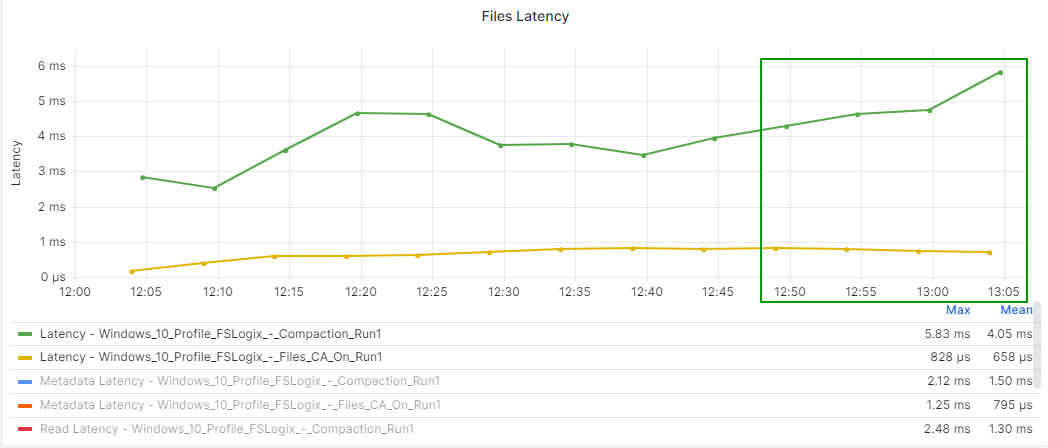 Files Latency
6 ms
5 ms
4 ms
3 ms
2 ms
1 ms
0 µs
Latency
12:00 12:05 12:10 12:15 12:20 12:25 12:30 12:35 12:40 12:45 12:50 12:55 13:00 13:05
Max Mean
Latency - Windows_10_Profile_FSLogix_-_Compaction_Run1 5.83 ms 4.05 ms
Latency - Windows_10_Profile_FSLogix_-_Files_CA_On_Run1 828 µs 658 µs
Metadata Latency - Windows_10_Profile_FSLogix_-_Compaction_Run1 2.12 ms 1.50 ms
Metadata Latency - Windows_10_Profile_FSLogix_-_Files_CA_On_Run1 1.25 ms 795 µs
Read Latency - Windows_10_Profile_FSLogix_-_Compaction_Run1 2.48 ms 1.30 ms